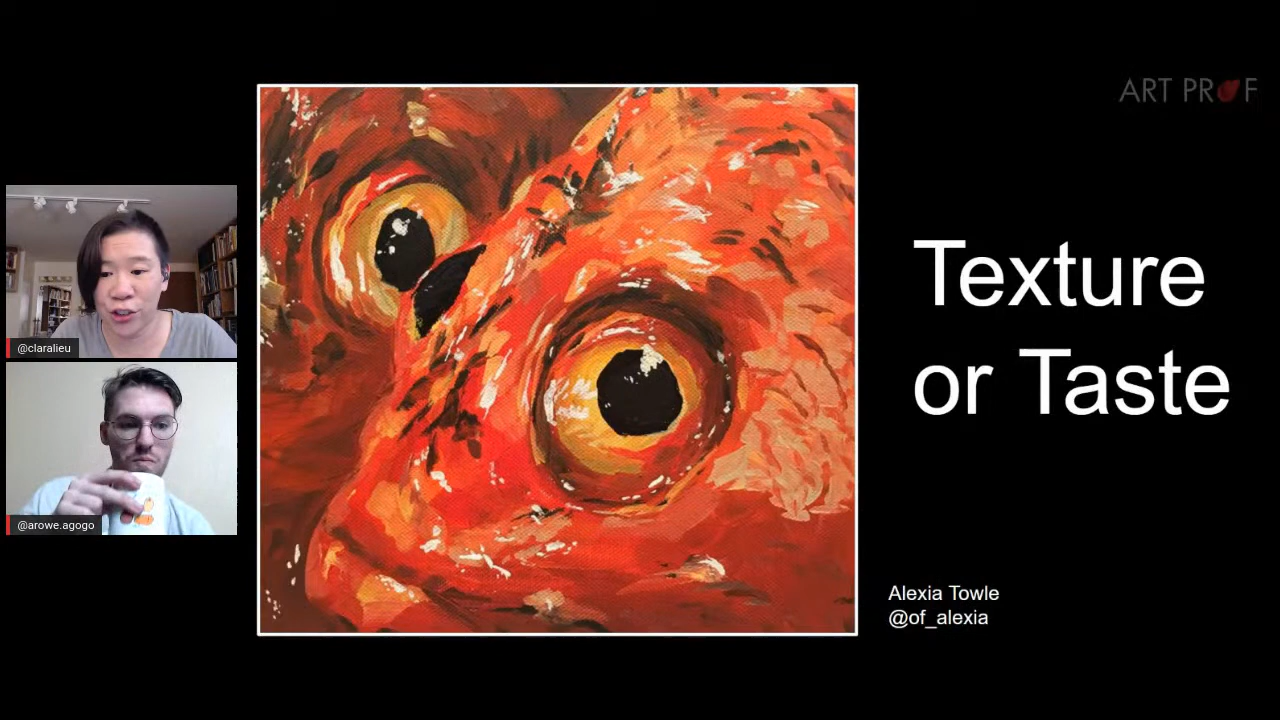 ART PROF
@claralieu
@arowe.agogo
Texture
or Taste
Alexia Towle
@of_alexia